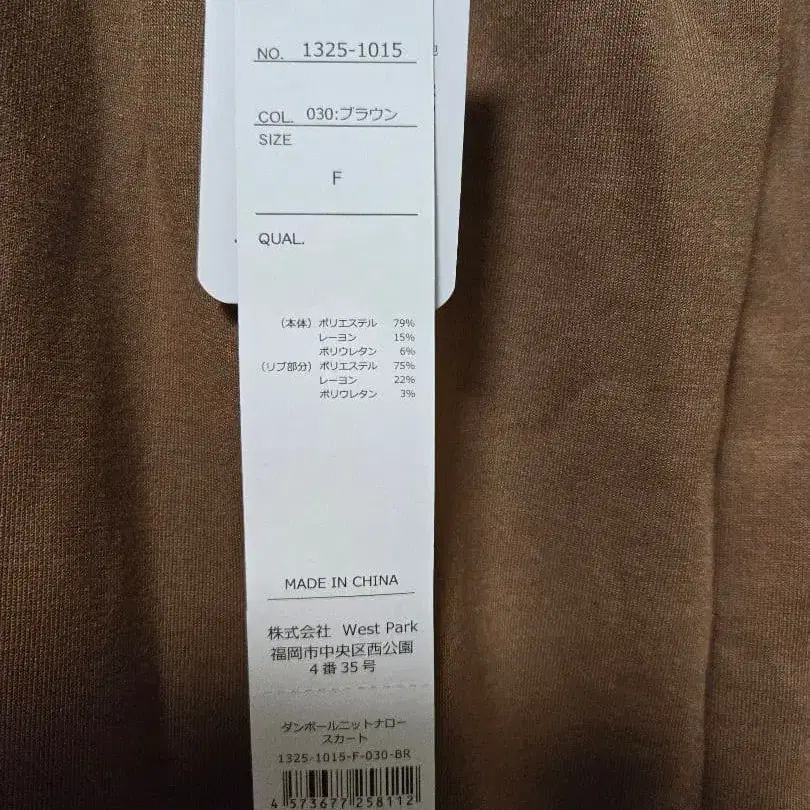 NO. 1325-1015
COL. 030:ブラウン
SIZE
F
QUAL.
(本体) ポリエステル 79%
レーヨン 15%
ポリウレタン 6%
(リブ部分) ポリエステル 75%
レーヨン 22%
ポリウレタン 3%
MADE IN CHINA
株式会社 West Park
福岡市中央区西公園
4番35号
ダンボールニットナロー
スカート
1325-1015-F-030-BR
4 573677 258112